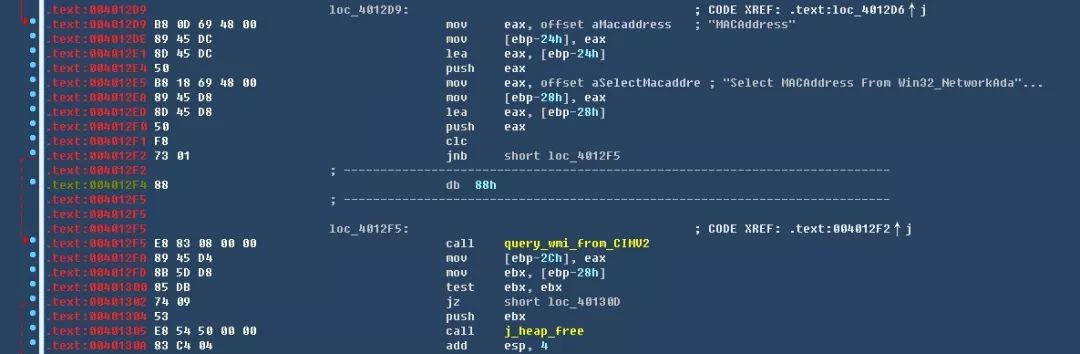 .text:004012D9 loc_4012D9: ; CODE XREF: .text:loc_4012D6↑j
.text:004012D9 B8 0D 69 48 00 mov eax, offset aMacaddress ; "MACAddress"
.text:004012DE 89 45 DC mov [ebp-24h], eax
.text:004012E1 8D 45 DC lea eax, [ebp-24h]
.text:004012E4 50 push eax
.text:004012E5 B8 18 69 48 00 mov eax, offset aSelectMacaddre ; "Select MACAddress From Win32_NetworkAda"...
.text:004012EA 89 45 D8 mov [ebp-28h], eax
.text:004012ED 8D 45 D8 lea eax, [ebp-28h]
.text:004012F0 50 push eax
.text:004012F1 F8 clc
.text:004012F2 73 01 jnb short loc_4012F5
.text:004012F2 ; ---------------------------------------------------------------------------
.text:004012F4 88 db 88h
.text:004012F5 ; ---------------------------------------------------------------------------
.text:004012F5
.text:004012F5 loc_4012F5: ; CODE XREF: .text:004012F2↑j
.text:004012F5 E8 83 08 00 00 call query_wmi_from_CIMV2
.text:004012FA 89 45 D4 mov [ebp-2Ch], eax
.text:004012FD 8B 5D D8 mov ebx, [ebp-28h]
.text:00401300 85 DB test ebx, ebx
.text:00401302 74 09 jz short loc_40130D
.text:00401304 53 push ebx
.text:00401305 E8 54 50 00 00 call j_heap_free
.text:0040130A 83 C4 04 add esp, 4